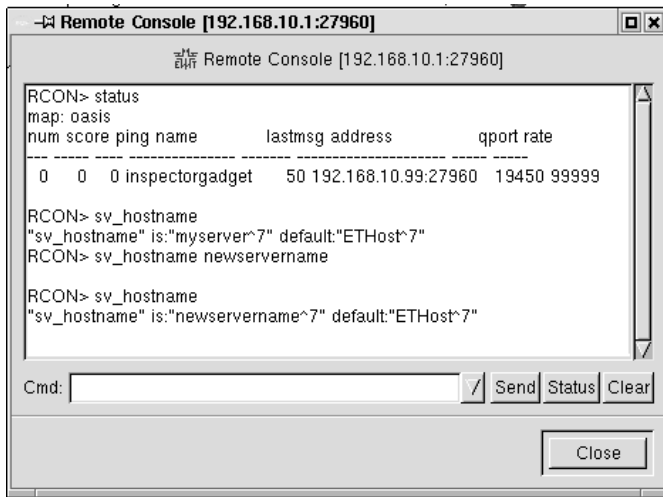 Remote Console [192.168.10.1:27960]
Remote Console [192.168.10.1:27960]
RCON> status
map: oasis
num score ping name lastmsg address qport rate
--- ----- ---- --------------- ------- --------------------- ----- -----
0 0 0 inspectorgadget 50 192.168.10.99:27960 19450 99999
RCON> sv_hostname
"sv_hostname" is:"myserver^7" default:"ETHost^7"
RCON> sv_hostname newservername
RCON> sv_hostname
"sv_hostname" is:"newservername^7" default:"ETHost^7"
Cmd: Send Status Clear
Close